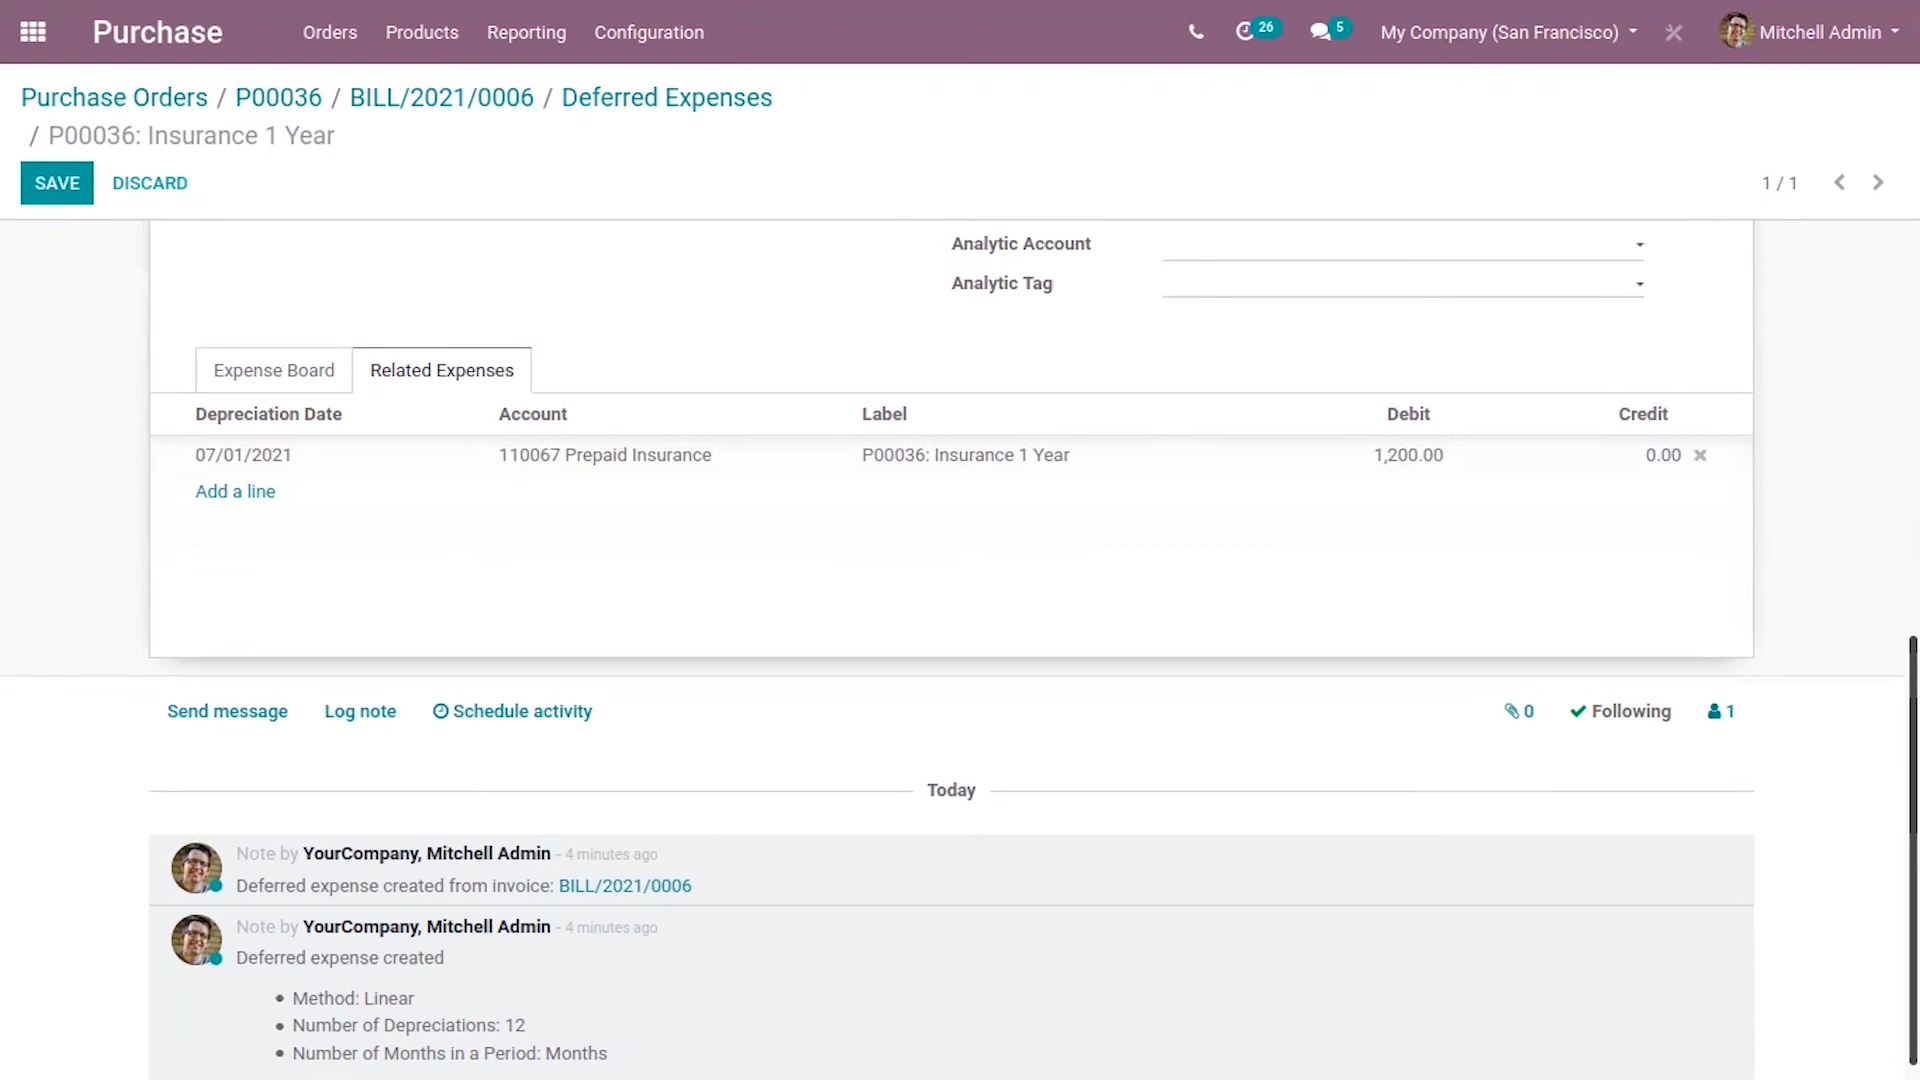 Purchase Orders Products Reporting Configuration 26 5 My Company (San Francisco) Mitchell Admin
Purchase Orders / P00036 / BILL/2021/0006 / Deferred Expenses
/ P00036: Insurance 1 Year
SAVE DISCARD 1 / 1
Analytic Account
Analytic Tag
Expense Board Related Expenses
Depreciation Date Account Label Debit Credit
07/01/2021 110067 Prepaid Insurance P00036: Insurance 1 Year 1,200.00 0.00
Add a line
Send message Log note Schedule activity 0 Following 1
Today
Note by YourCompany, Mitchell Admin - 4 minutes ago
Deferred expense created from invoice: BILL/2021/0006
Note by YourCompany, Mitchell Admin - 4 minutes ago
Deferred expense created
• Method: Linear
• Number of Depreciations: 12
• Number of Months in a Period: Months